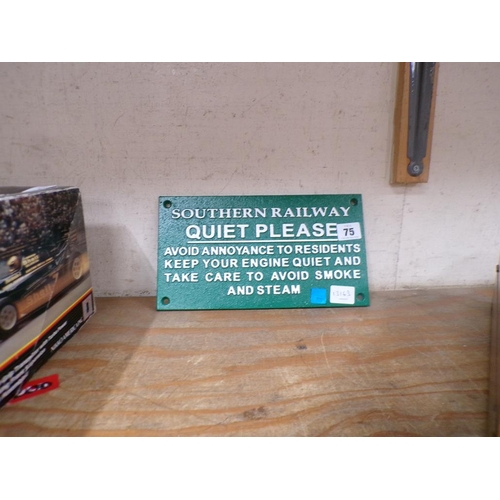 SOUTHERN RAILWAY
QUIET PLEASE
75
AVOID ANNOYANCE TO RESIDENTS
KEEP YOUR ENGINE QUIET AND
TAKE CARE TO AVOID SMOKE
AND STEAM